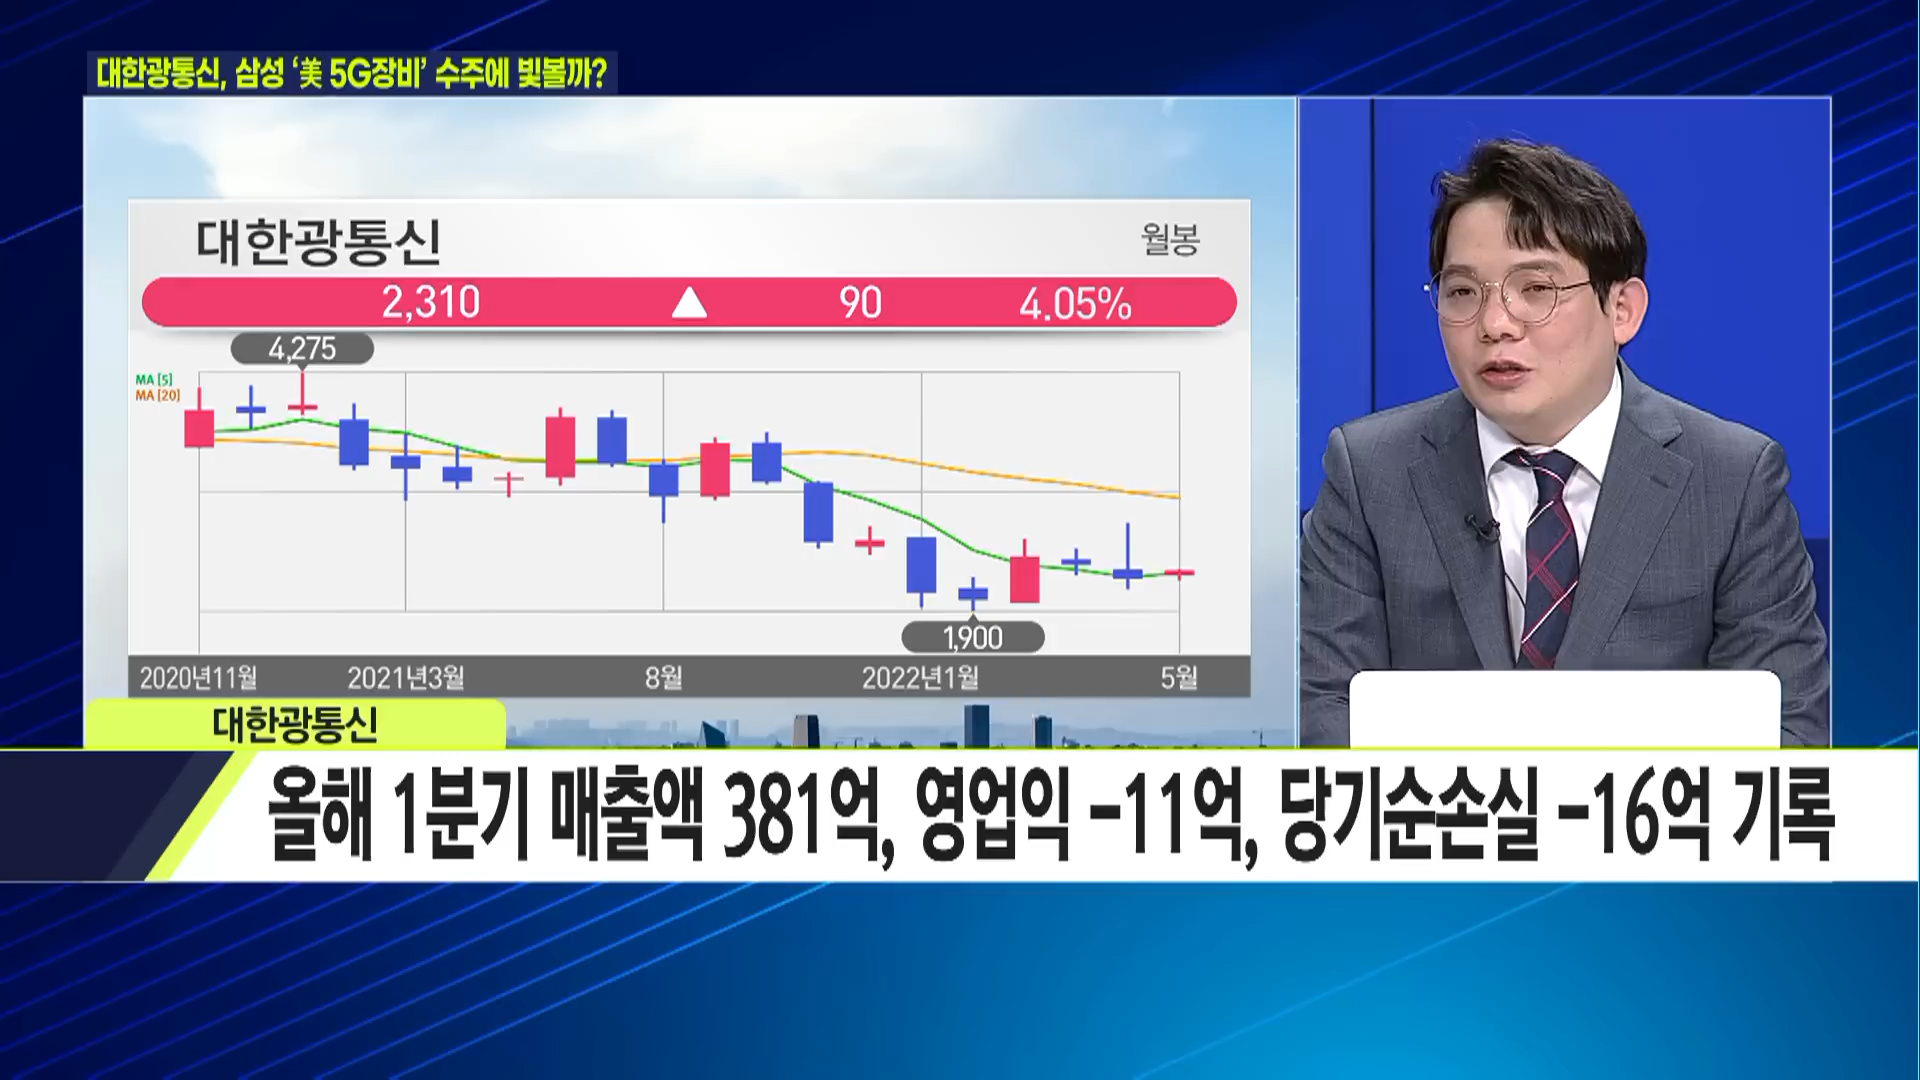 대한광통신, 삼성 ‘美 5G장비’ 수주에 빛볼까?
대한광통신
월봉
2,310 ▲ 90 4.05%
4,275
MA [5]
MA [20]
1,900
2020년11월 2021년3월 8월 2022년1월 5월
대한광통신
올해 1분기 매출액 381억, 영업익 -11억, 당기순손실 -16억 기록